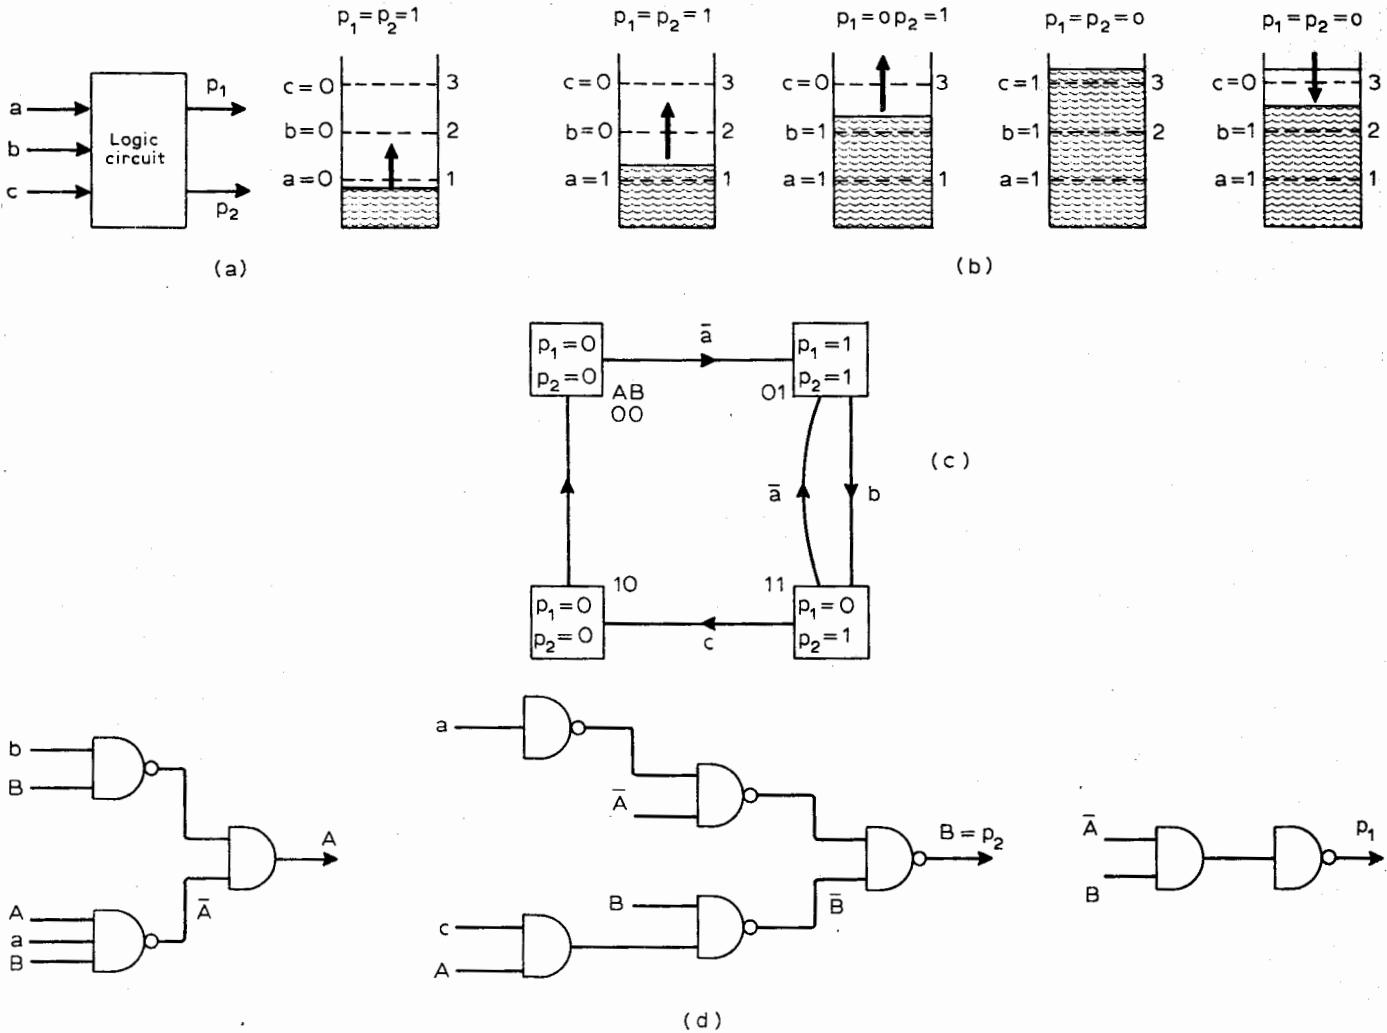 p1=p2=1
p1=p2=1
p1=0 p2=1
p1=p2=0
p1=p2=0
a
b
c
Logic
circuit
p1
p2
c=0
b=0
a=0
3
2
1
c=0
b=0
a=1
3
2
1
c=0
b=1
a=1
3
1
c=1
b=1
a=1
3
2
c=0
b=1
a=1
3
2
1
(a)
(b)
p1=0
p2=0
AB
00
ā
p1=1
p2=1
01
(c)
ā
b
10
11
p1=0
p2=0
c
p1=0
p2=1
b
B
A
a
B
Ā
A
a
Ā
B
c
A
B̄
B=p2
Ā
B
p1
(d)